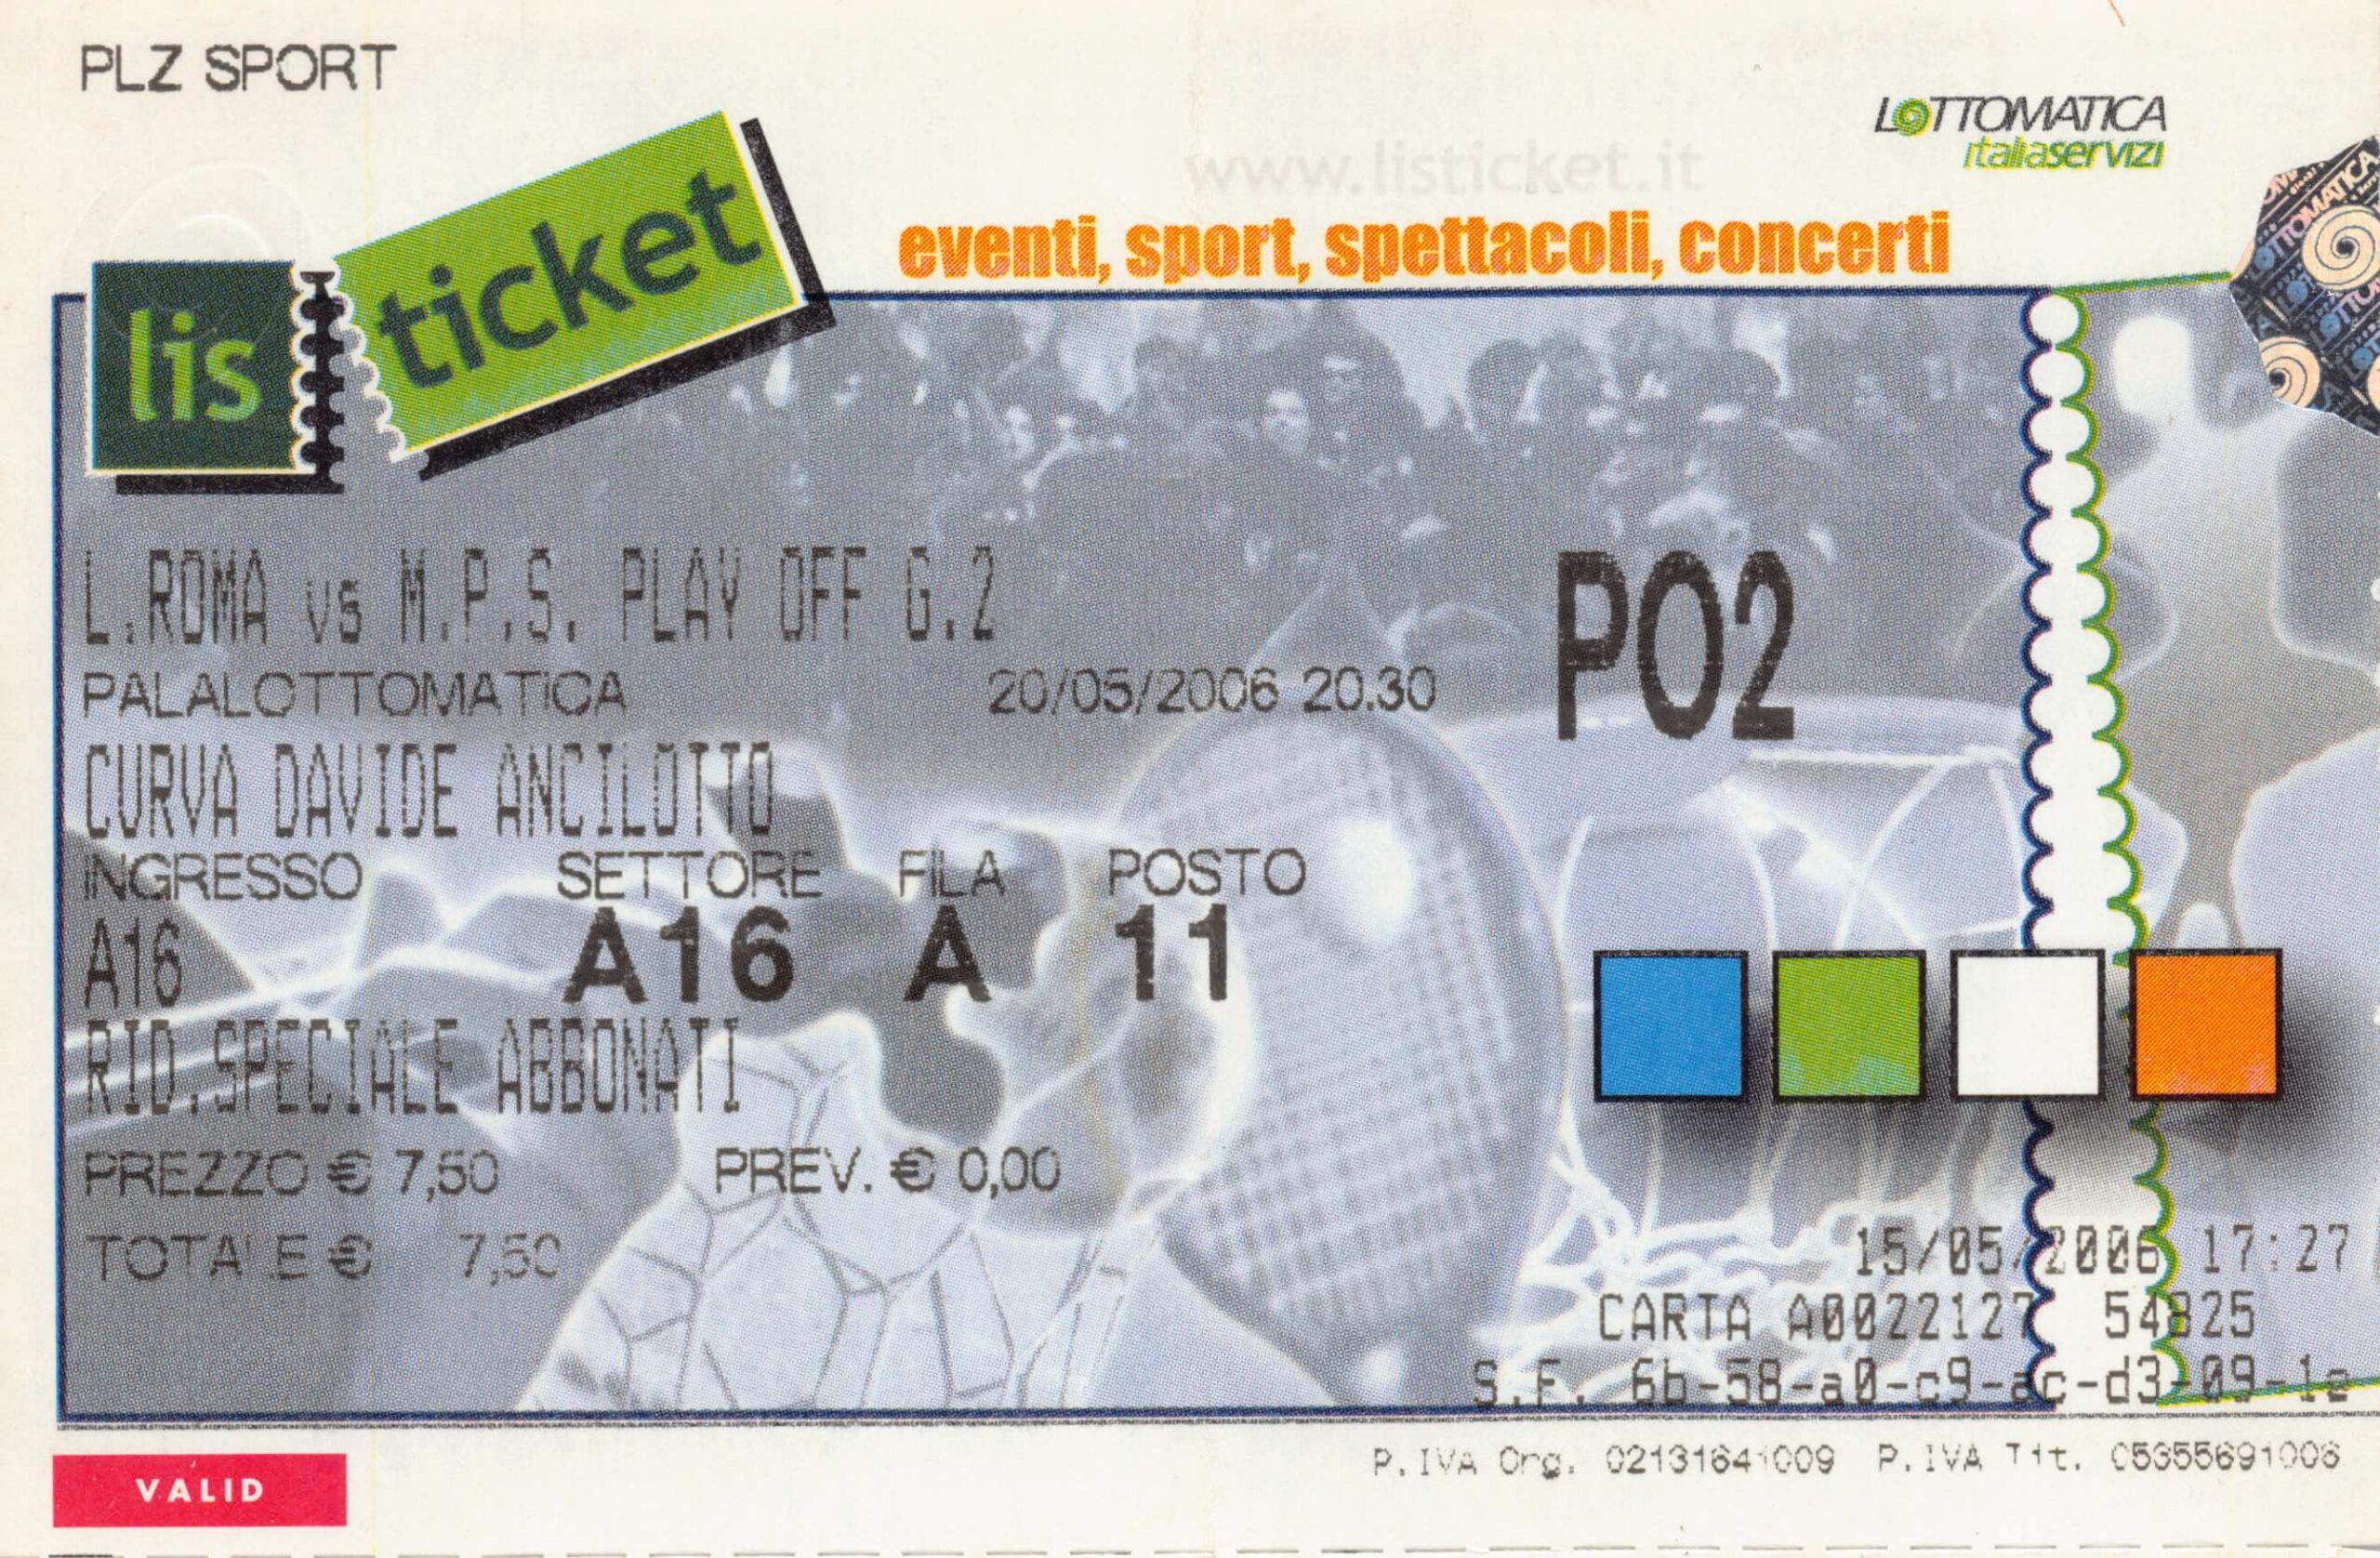 PLZ SPORT
LOTTOMATICA
italiaservizi
www.listicket.it
eventi, sport, spettacoli, concerti
lis ticket
L.ROMA vs M.P.S. PLAY OFF G.2
PO2
PALALOTTOMATICA 20/05/2006 20.30
CURVA DAVIDE ANCILOTTO
INGRESSO SETTORE FILA POSTO
A16 A16 A 11
RID.SPECIALE ABBONATI
PREZZO € 7,50 PREV. € 0,00
TOTALE € 7,50
15/05/2006 17:27
CARTA A0022127 54825
S.F. 6b-58-a0-c9-ac-d3-09-1e
P.IVA Org. 02131641009 P.IVA Tit.
VALID